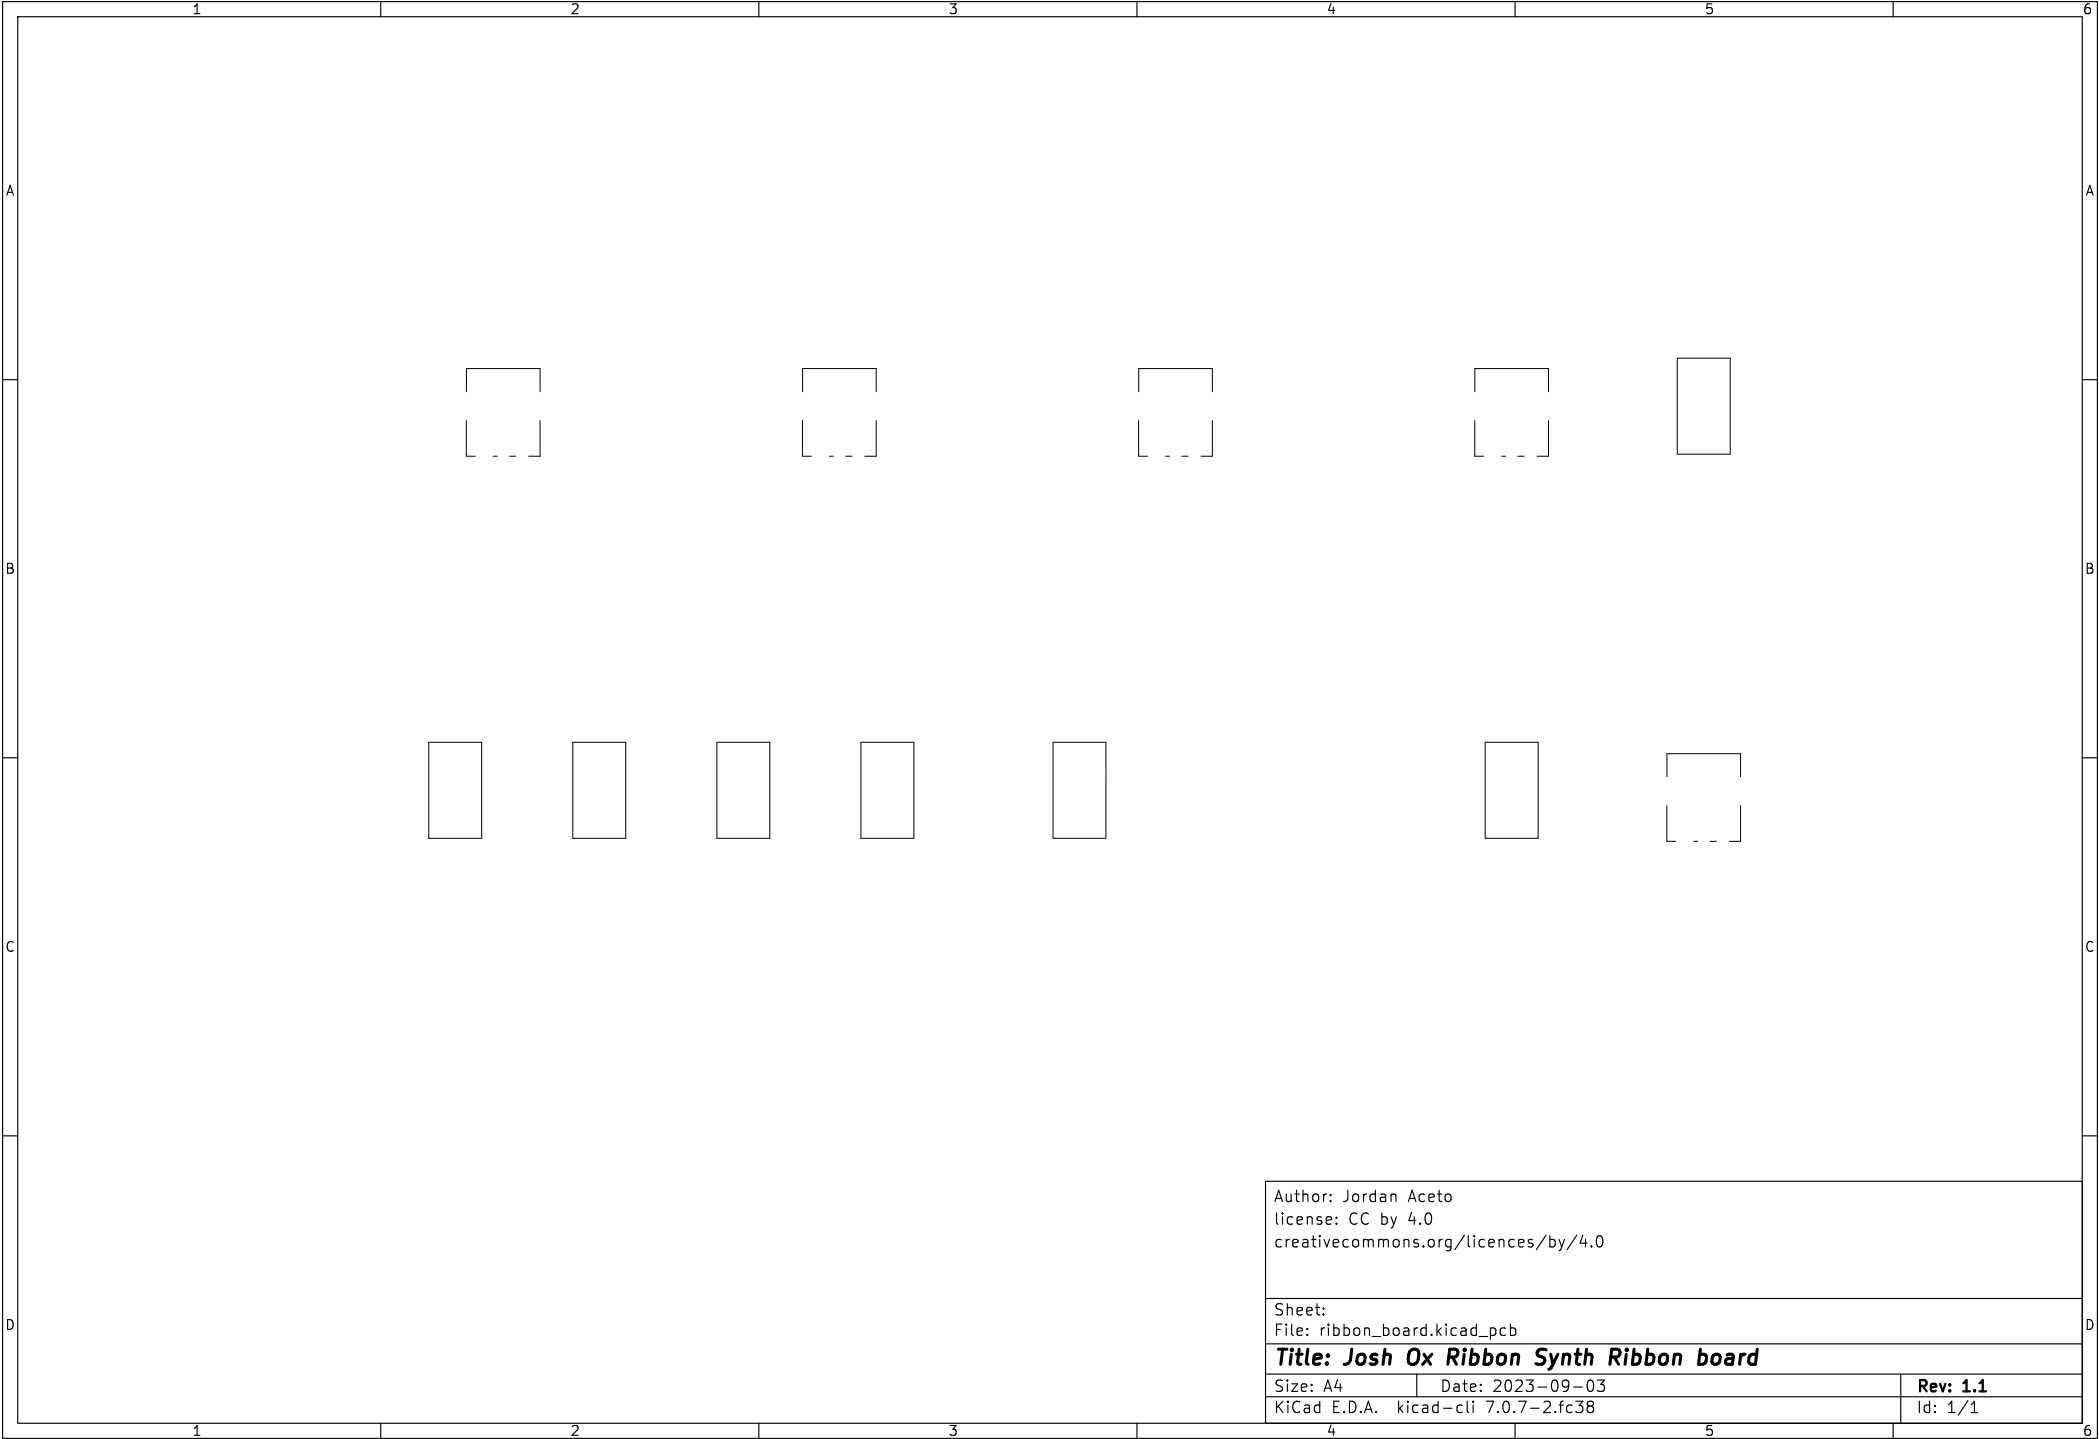 1 2 3 4 5 6
A A
B B
C C
Author: Jordan Aceto
license: CC by 4.0
creativecommons.org/licences/by/4.0
Sheet:
D File: ribbon_board.kicad_pcb D
Title: Josh Ox Ribbon Synth Ribbon board
Size: A4 Date: 2023-09-03 Rev: 1.1
KiCad E.D.A. kicad-cli 7.0.7-2.fc38 Id: 1/1
1 2 3 4 5 6